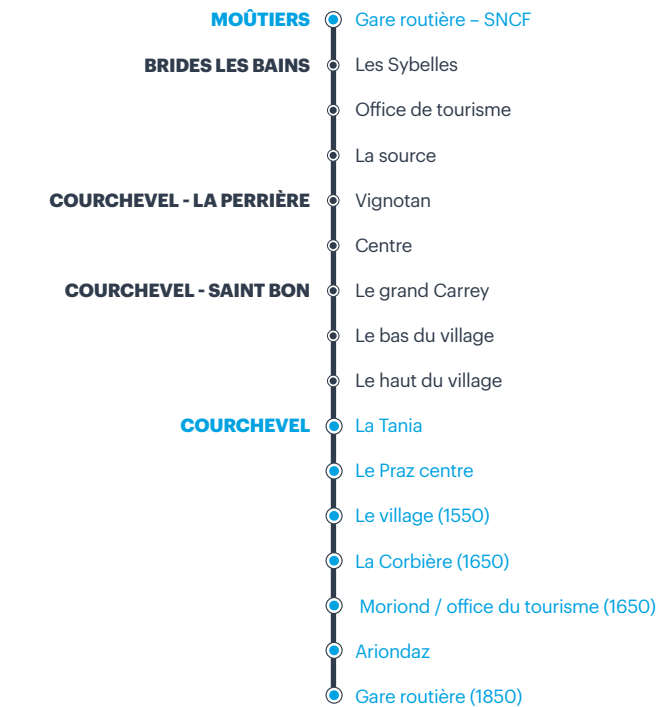 MOÛTIERS Gare routière – SNCF
BRIDES LES BAINS Les Sybelles
Office de tourisme
La source
COURCHEVEL - LA PERRIÈRE Vignotan
Centre
COURCHEVEL - SAINT BON Le grand Carrey
Le bas du village
Le haut du village
COURCHEVEL La Tania
Le Praz centre
Le village (1550)
La Corbière (1650)
Moriond / office du tourisme (1650)
Ariondaz
Gare routière (1850)